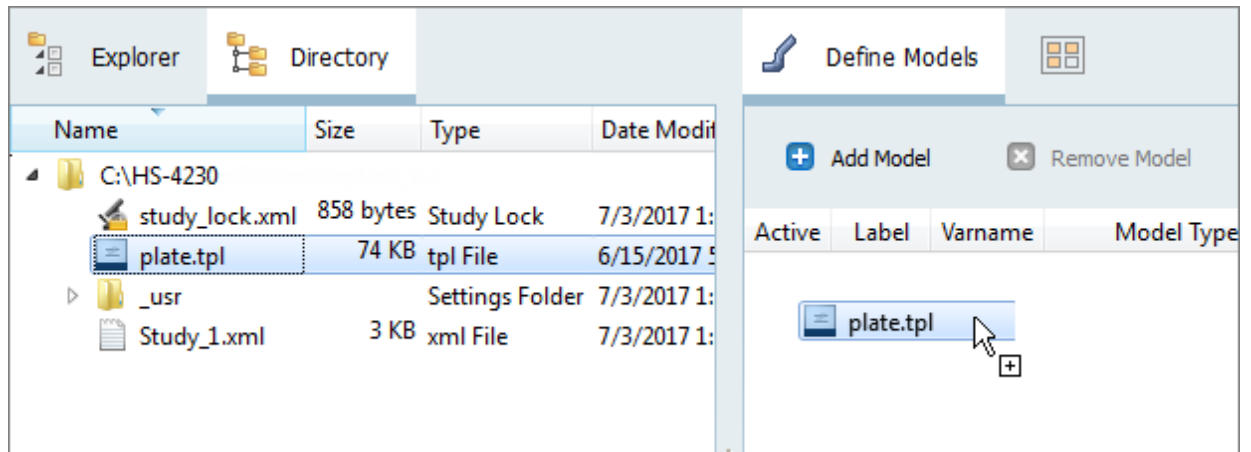 Explorer Directory Define Models
Name Size Type Date Modif
Add Model Remove Model
C:\HS-4230
study_lock.xml 858 bytes Study Lock 7/3/2017 1:
Active Label Varname Model Type
plate.tpl 74 KB tpl File 6/15/2017 5
_usr Settings Folder 7/3/2017 1:
plate.tpl
Study_1.xml 3 KB xml File 7/3/2017 1: